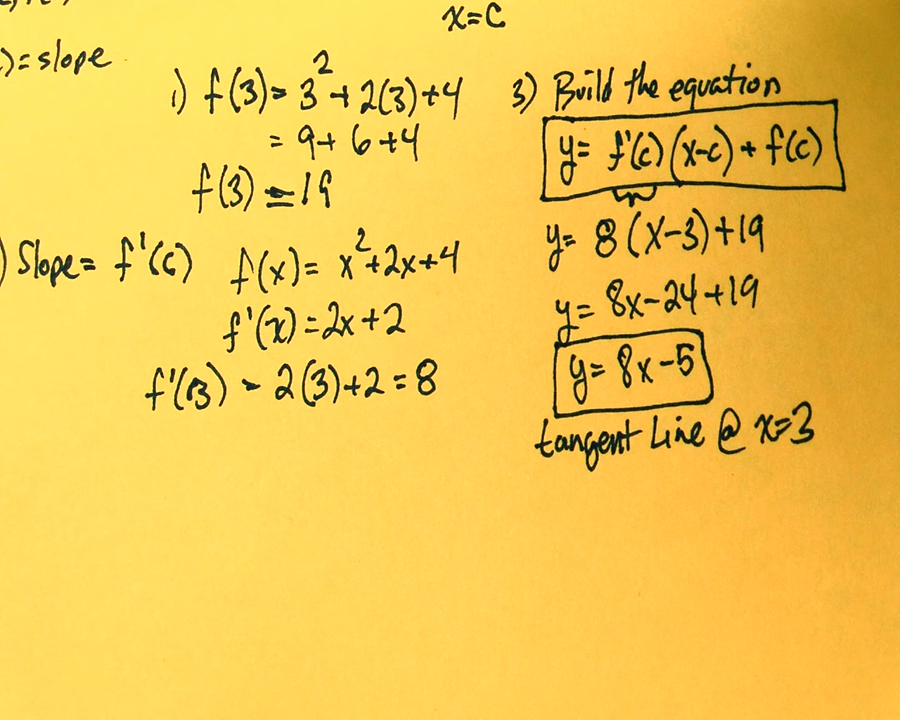 x=c
)=slope
1) f(3)= 3²+2(3)+4
= 9+6+4
f(3)=19
) Slope= f'(c) f(x)= x²+2x+4
f'(x)=2x+2
f'(3) - 2(3)+2=8
3) Build the equation
y= f'(c)(x-c)+f(c)
y= 8(x-3)+19
y= 8x-24+19
y= 8x-5
tangent Line @ x=3